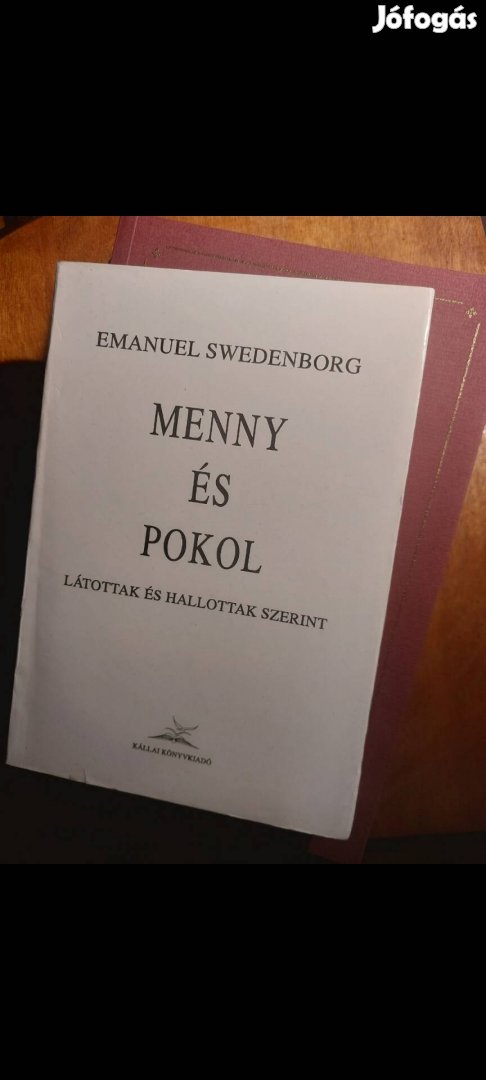 Jófogás
EMANUEL SWEDENBORG
MENNY
ÉS
POKOL
LÁTOTTAK ÉS HALLOTTAK SZERINT
KÁLLAI KÖNYVKIADÓ